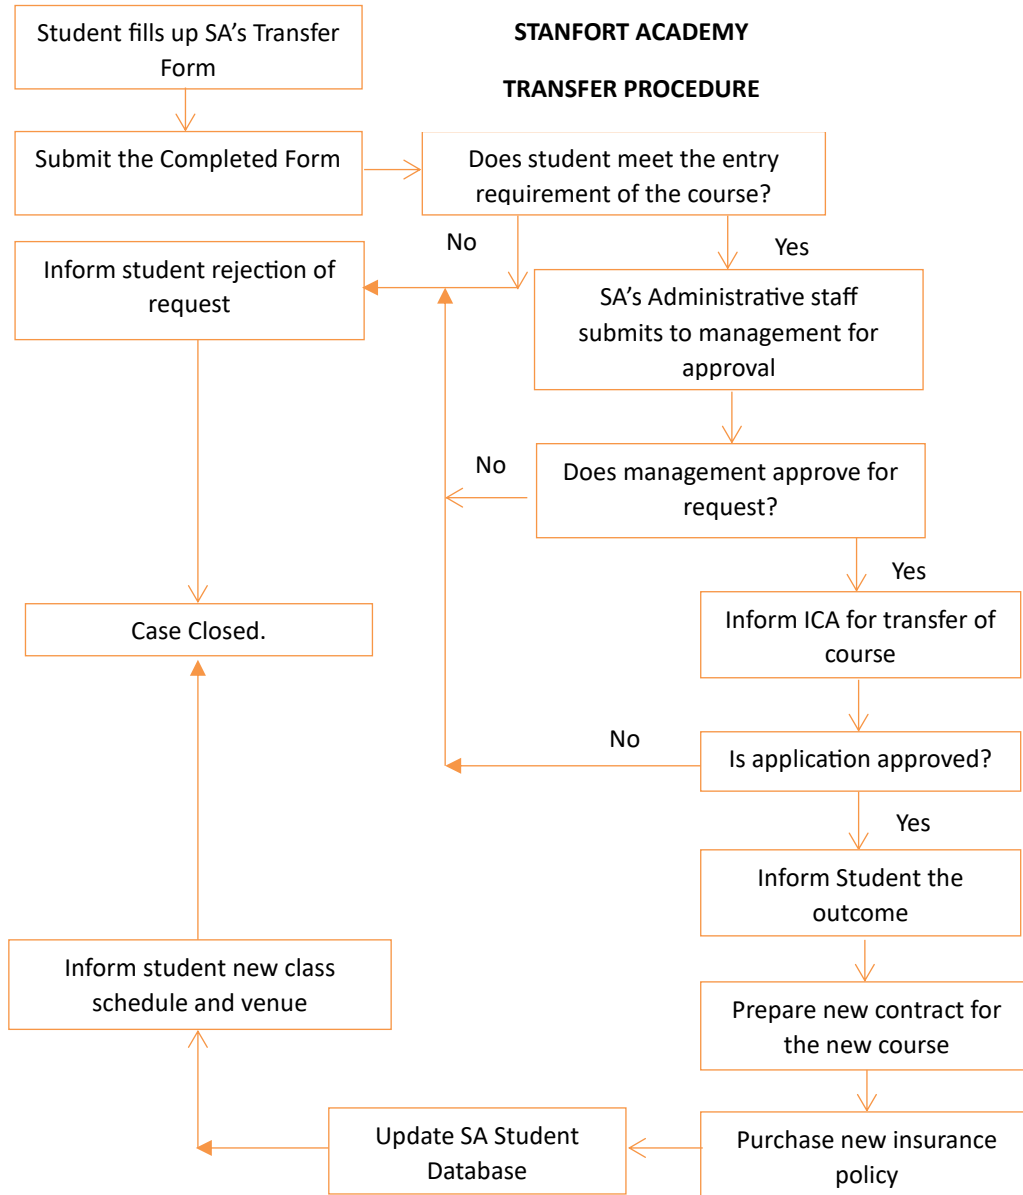 STANFORT ACADEMY
TRANSFER PROCEDURE
Student fills up SA’s Transfer
Form
Submit the Completed Form
Does student meet the entry
requirement of the course?
No
Yes
Inform student rejection of
request
SA’s Administrative staff
submits to management for
approval
No
Does management approve for
request?
Yes
Inform ICA for transfer of
course
Case Closed.
No
Is application approved?
Yes
Inform Student the
outcome
Prepare new contract for
the new course
Purchase new insurance
policy
Update SA Student
Database
Inform student new class
schedule and venue